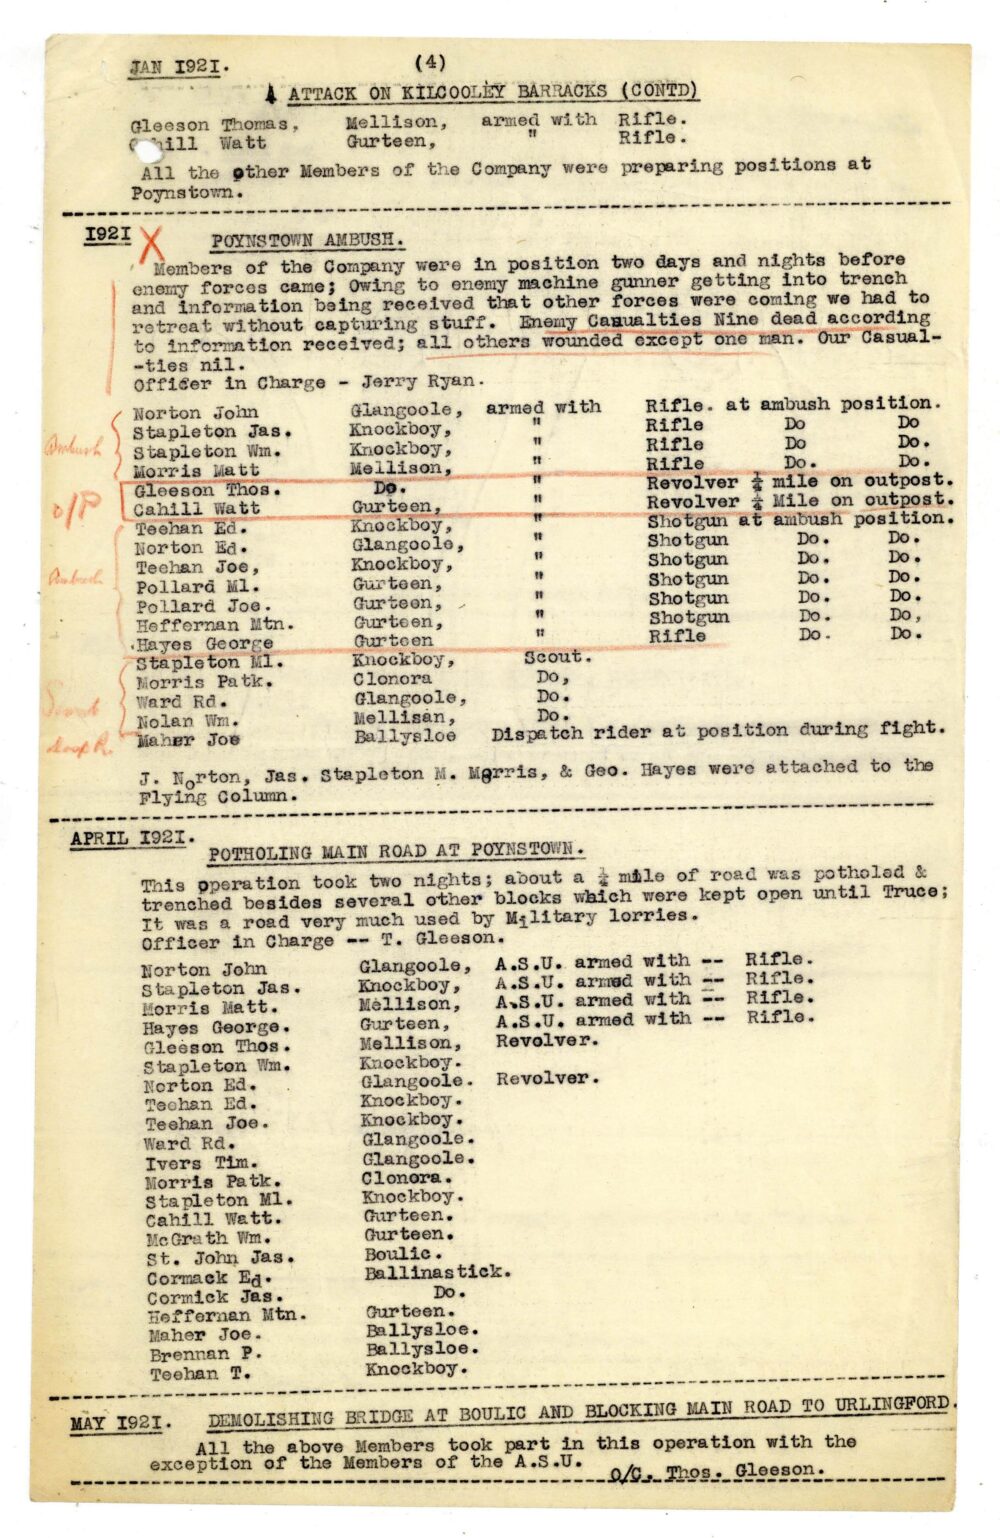 JAN 1921.
(4)
ATTACK ON KILCOOLEY BARRACKS (CONTD)
Gleeson Thomas, Mellison, armed with Rifle.
Cahill Watt Gurteen, " Rifle.
All the other Members of the Company were preparing positions at
Poynstown.
1921 X POYNSTOWN AMBUSH.
Members of the Company were in position two days and nights before
enemy forces came; Owing to enemy machine gunner getting into trench
and information being received that other forces were coming we had to
retreat without capturing stuff. Enemy Casualties Nine dead according
to information received; all others wounded except one man. Our Casual-
-ties nil.
Officer in Charge - Jerry Ryan.
Norton John Glangoole, armed with Rifle. at ambush position.
Stapleton Jas. Knockboy, " Rifle Do Do
Ambush Stapleton Wm. Knockboy, " Rifle Do Do.
Morris Matt Mellison, " Rifle Do. Do.
Gleeson Thos. Do. " Revolver ½ mile on outpost.
O/P Cahill Watt Gurteen, " Revolver ½ Mile on outpost.
Teehan Ed. Knockboy, " Shotgun at ambush position.
Norton Ed. Glangoole, " Shotgun Do. Do.
Teehan Joe, Knockboy, " Shotgun Do. Do.
Ambush Pollard Ml. Gurteen, " Shotgun Do. Do.
Pollard Joe. Gurteen, " Shotgun Do. Do.
Heffernan Mtn. Gurteen, " Shotgun Do. Do,
.Hayes George Gurteen " Rifle Do. Do.
Stapleton Ml. Knockboy, Scout.
Morris Patk. Clonora Do,
Ward Rd. Glangoole, Do.
Nolan Wm. Mellisan, Do.
Maher Joe Ballysloe Dispatch rider at position during fight.
J. Norton, Jas. Stapleton M. Morris, & Geo. Hayes were attached to the
Flying Column.
APRIL 1921.
POTHOLING MAIN ROAD AT POYNSTOWN.
This operation took two nights; about a ½ mile of road was potholed &
trenched besides several other blocks which were kept open until Truce;
It was a road very much used by Military lorries.
Officer in Charge -- T. Gleeson.
Norton John Glangoole, A.S.U. armed with -- Rifle.
Stapleton Jas. Knockboy, A.S.U. armed with -- Rifle.
Morris Matt. Mellison, A.S.U. armed with -- Rifle.
Hayes George. Gurteen, A.S.U. armed with -- Rifle.
Gleeson Thos. Mellison, Revolver.
Stapleton Wm. Knockboy.
Norton Ed. Glangoole. Revolver.
Teehan Ed. Knockboy.
Teehan Joe. Knockboy.
Ward Rd. Glangoole.
Ivers Tim. Glangoole.
Morris Patk. Clonora.
Stapleton Ml. Knockboy.
Cahill Watt. Gurteen.
McGrath Wm. Gurteen.
St. John Jas. Boulic.
Cormack Ed. Ballinastick.
Cormick Jas. Do.
Heffernan Mtn. Gurteen.
Maher Joe. Ballysloe.
Brennan P. Ballysloe.
Teehan T. Knockboy.
MAY 1921. DEMOLISHING BRIDGE AT BOULIC AND BLOCKING MAIN ROAD TO URLINGFORD.
All the above Members took part in this operation with the
exception of the Members of the A.S.U.
O/C. Thos. Gleeson.